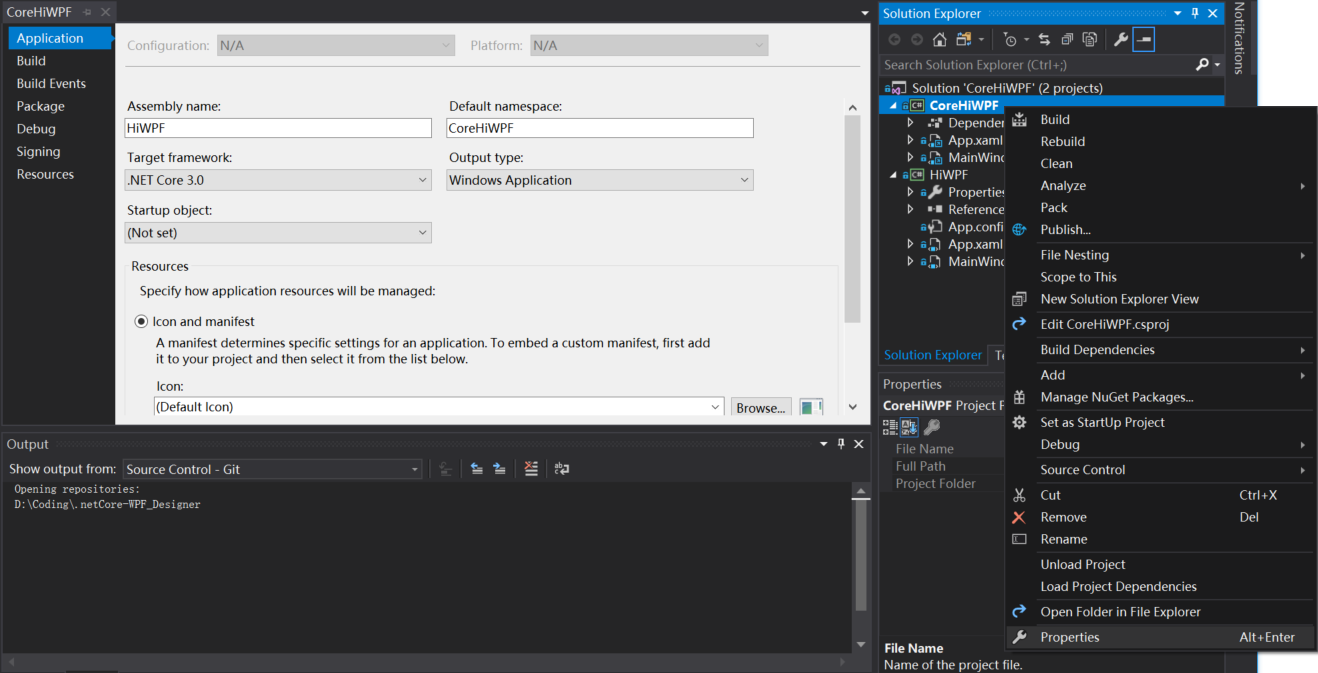 CoreHiWPF
Application
Build
Build Events
Package
Debug
Signing
Resources
Configuration: N/A
Platform: N/A
Assembly name:
HiWPF
Default namespace:
CoreHiWPF
Target framework:
.NET Core 3.0
Output type:
Windows Application
Startup object:
(Not set)
Resources
Specify how application resources will be managed:
Icon and manifest
A manifest determines specific settings for an application. To embed a custom manifest, first add
it to your project and then select it from the list below.
Icon:
(Default Icon)
Browse...
Output
Show output from: Source Control - Git
Opening repositories:
D:\Coding\.netCore-WPF_Designer
Solution Explorer
Search Solution Explorer (Ctrl+;)
Solution 'CoreHiWPF' (2 projects)
C# CoreHiWPF
Depender
App.xaml
MainWind
C# HiWPF
Properties
Reference
App.confi
App.xaml
MainWind
Solution Explorer
Te
Properties
CoreHiWPF Project F
File Name
Full Path
Project Folder
File Name
Name of the project file.
Notifications
Build
Rebuild
Clean
Analyze
Pack
Publish...
File Nesting
Scope to This
New Solution Explorer View
Edit CoreHiWPF.csproj
Build Dependencies
Add
Manage NuGet Packages...
Set as StartUp Project
Debug
Source Control
Cut Ctrl+X
Remove Del
Rename
Unload Project
Load Project Dependencies
Open Folder in File Explorer
Properties Alt+Enter